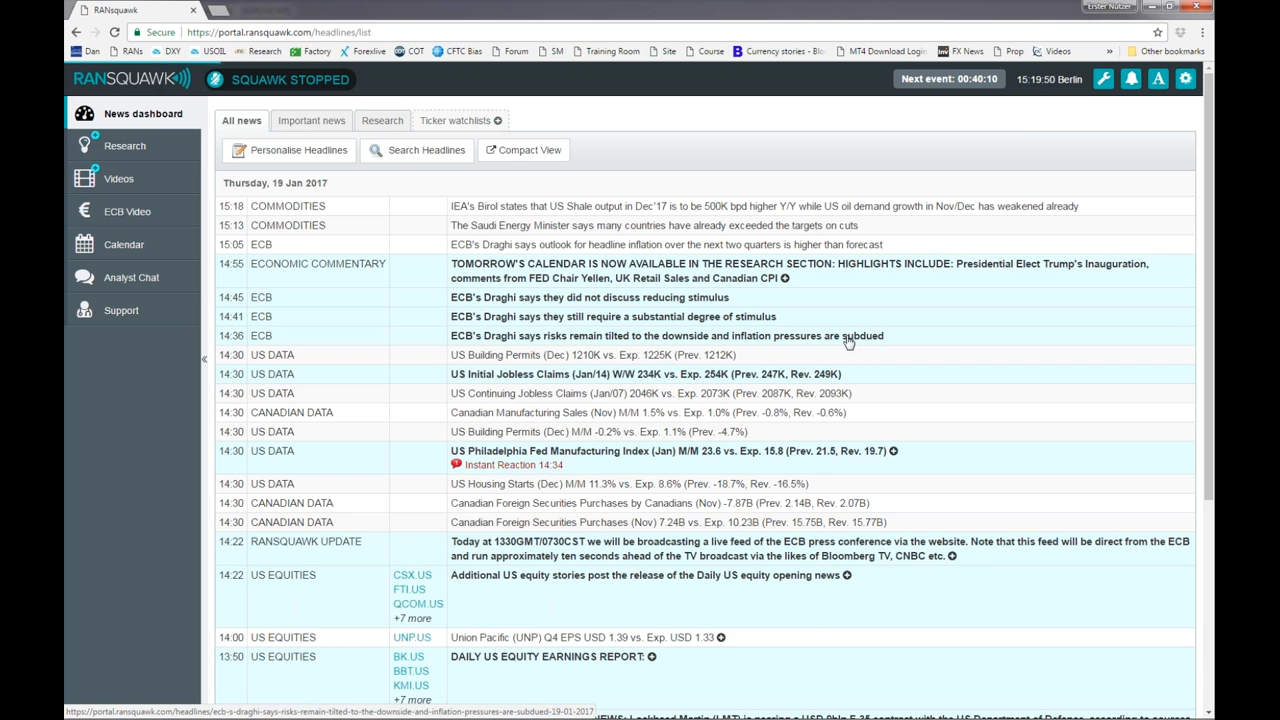 RANsquawk
Erster Nutzer
Secure https://portal.ransquawk.com/headlines/list
Dan RANs DXY USOIL Research Factory Forexlive COT CFTC Bias Forum SM Training Room Site Course Currency stories - Blo MT4 Download Login FX News Prop Videos » Other bookmarks
RANSQUAWK SQUAWK STOPPED Next event: 00:40:10 15:19:50 Berlin
News dashboard
Research
Videos
ECB Video
Calendar
Analyst Chat
Support
All news Important news Research Ticker watchlists
Personalise Headlines Search Headlines Compact View
Thursday, 19 Jan 2017
15:18 COMMODITIES IEA's Birol states that US Shale output in Dec'17 is to be 500K bpd higher Y/Y while US oil demand growth in Nov/Dec has weakened already
15:13 COMMODITIES The Saudi Energy Minister says many countries have already exceeded the targets on cuts
15:05 ECB ECB's Draghi says outlook for headline inflation over the next two quarters is higher than forecast
14:55 ECONOMIC COMMENTARY TOMORROW'S CALENDAR IS NOW AVAILABLE IN THE RESEARCH SECTION: HIGHLIGHTS INCLUDE: Presidential Elect Trump's Inauguration,
comments from FED Chair Yellen, UK Retail Sales and Canadian CPI
14:45 ECB ECB's Draghi says they did not discuss reducing stimulus
14:41 ECB ECB's Draghi says they still require a substantial degree of stimulus
14:36 ECB ECB's Draghi says risks remain tilted to the downside and inflation pressures are subdued
14:30 US DATA US Building Permits (Dec) 1210K vs. Exp. 1225K (Prev. 1212K)
14:30 US DATA US Initial Jobless Claims (Jan/14) W/W 234K vs. Exp. 254K (Prev. 247K, Rev. 249K)
14:30 US DATA US Continuing Jobless Claims (Jan/07) 2046K vs. Exp. 2073K (Prev. 2087K, Rev. 2093K)
14:30 CANADIAN DATA Canadian Manufacturing Sales (Nov) M/M 1.5% vs. Exp. 1.0% (Prev. -0.8%, Rev. -0.6%)
14:30 US DATA US Building Permits (Dec) M/M -0.2% vs. Exp. 1.1% (Prev. -4.7%)
14:30 US DATA US Philadelphia Fed Manufacturing Index (Jan) M/M 23.6 vs. Exp. 15.8 (Prev. 21.5, Rev. 19.7)
Instant Reaction 14:34
14:30 US DATA US Housing Starts (Dec) M/M 11.3% vs. Exp. 8.6% (Prev. -18.7%, Rev. -16.5%)
14:30 CANADIAN DATA Canadian Foreign Securities Purchases by Canadians (Nov) -7.87B (Prev. 2.14B, Rev. 2.07B)
14:30 CANADIAN DATA Canadian Foreign Securities Purchases (Nov) 7.24B vs. Exp. 10.23B (Prev. 15.75B, Rev. 15.77B)
14:22 RANSQUAWK UPDATE Today at 1330GMT/0730CST we will be broadcasting a live feed of the ECB press conference via the website. Note that this feed will be direct from the ECB
and run approximately ten seconds ahead of the TV broadcast via the likes of Bloomberg TV, CNBC etc.
14:22 US EQUITIES CSX.US Additional US equity stories post the release of the Daily US equity opening news
FTI.US
QCOM.US
+7 more
14:00 US EQUITIES UNP.US Union Pacific (UNP) Q4 EPS USD 1.39 vs. Exp. USD 1.33
13:50 US EQUITIES BK.US DAILY US EQUITY EARNINGS REPORT:
BBT.US
KMI.US
+7 more
https://portal.ransquawk.com/headlines/ecb-s-draghi-says-risks-remain-tilted-to-the-downside-and-inflation-pressures-are-subdued-19-01-2017